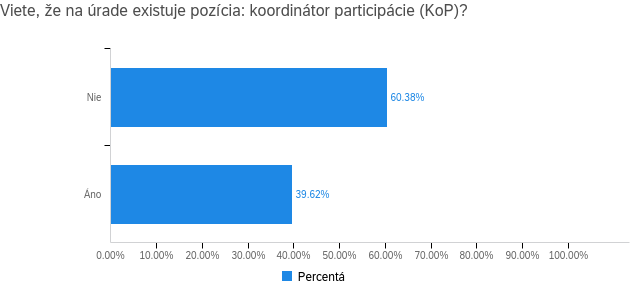 Viete, že na úrade existuje pozícia: koordinátor participácie (KoP)?
Nie
60.38%
Áno
39.62%
0.00% 10.00% 20.00% 30.00% 40.00% 50.00% 60.00% 70.00% 80.00% 90.00% 100.00%
Percentá